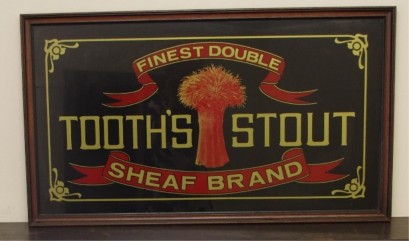 FINEST DOUBLE
TOOTH'S STOUT
SHEAF BRAND